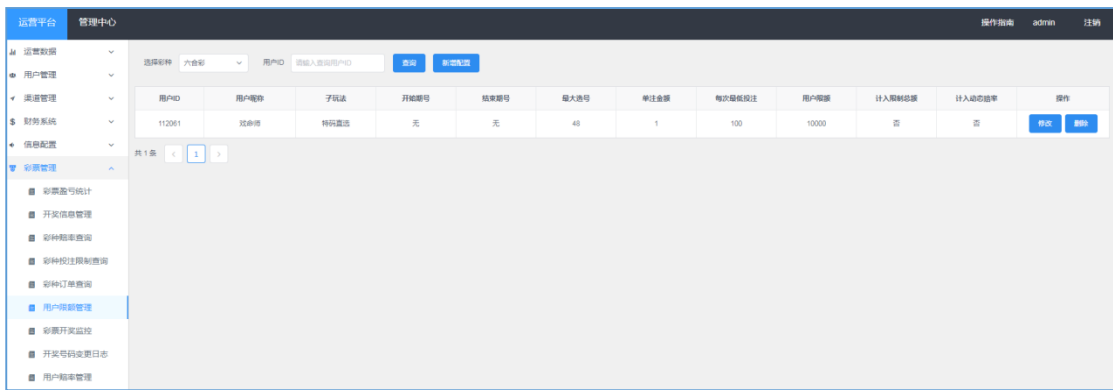 运营平台 管理中心 操作指南 admin 注销
运营数据
用户管理
渠道管理
财务系统
信息配置
彩票管理
彩票盈亏统计
开奖信息管理
彩种赔率查询
彩种投注限制查询
彩种订单查询
用户限额管理
彩票开奖监控
开奖号码变更日志
用户赔率管理
选择彩种 六合彩 用户ID 请输入查询用户ID 查询 新增配置
用户ID 用户昵称 子玩法 开始期号 结束期号 最大选号 单注金额 每次最低投注 用户限额 计入限制总额 计入动态赔率 操作
112061 效命师 特码直选 无 无 48 1 100 10000 否 否 修改 删除
共 1 条 < 1 >